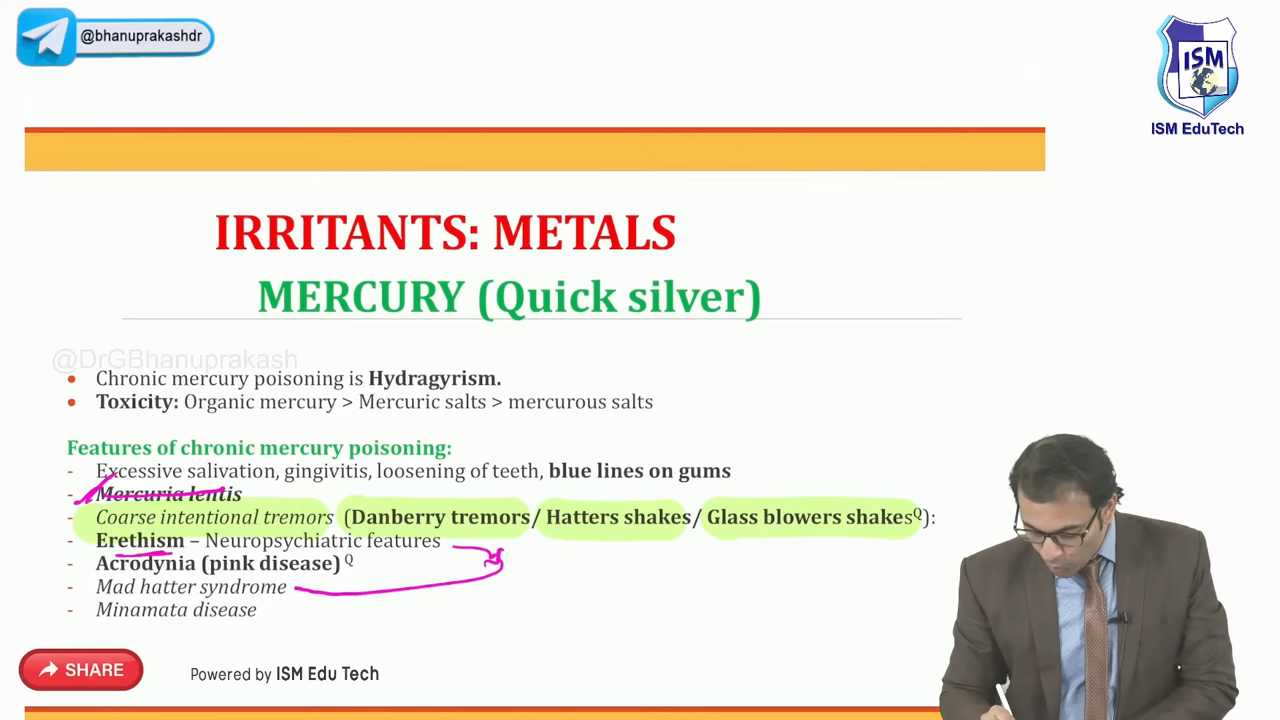 @bhanuprakashdr
ISM
ISM EduTech
IRRITANTS: METALS
MERCURY (Quick silver)
@DrGBhanuprakash
• Chronic mercury poisoning is Hydragyrism.
• Toxicity: Organic mercury > Mercuric salts > mercurous salts
Features of chronic mercury poisoning:
- Excessive salivation, gingivitis, loosening of teeth, blue lines on gums
- Mercuria lentis
- Coarse intentional tremors (Danberry tremors/ Hatters shakes/ Glass blowers shakesQ):
- Erethism – Neuropsychiatric features
- Acrodynia (pink disease) Q
- Mad hatter syndrome
- Minamata disease
SHARE
Powered by ISM Edu Tech